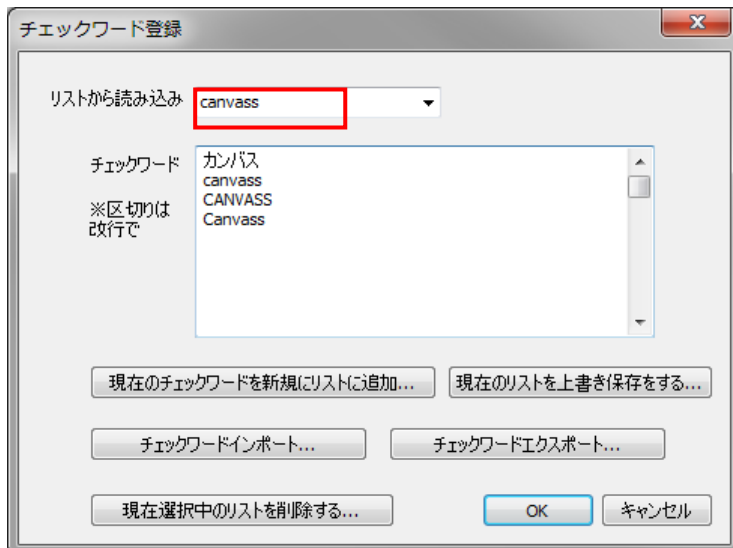 チェックワード登録
リストから読み込み canvass
チェックワード
※区切りは
改行で
カンバス
canvass
CANVASS
Canvass
現在のチェックワードを新規にリストに追加... 現在のリストを上書き保存をする...
チェックワードインポート... チェックワードエクスポート...
現在選択中のリストを削除する... OK キャンセル